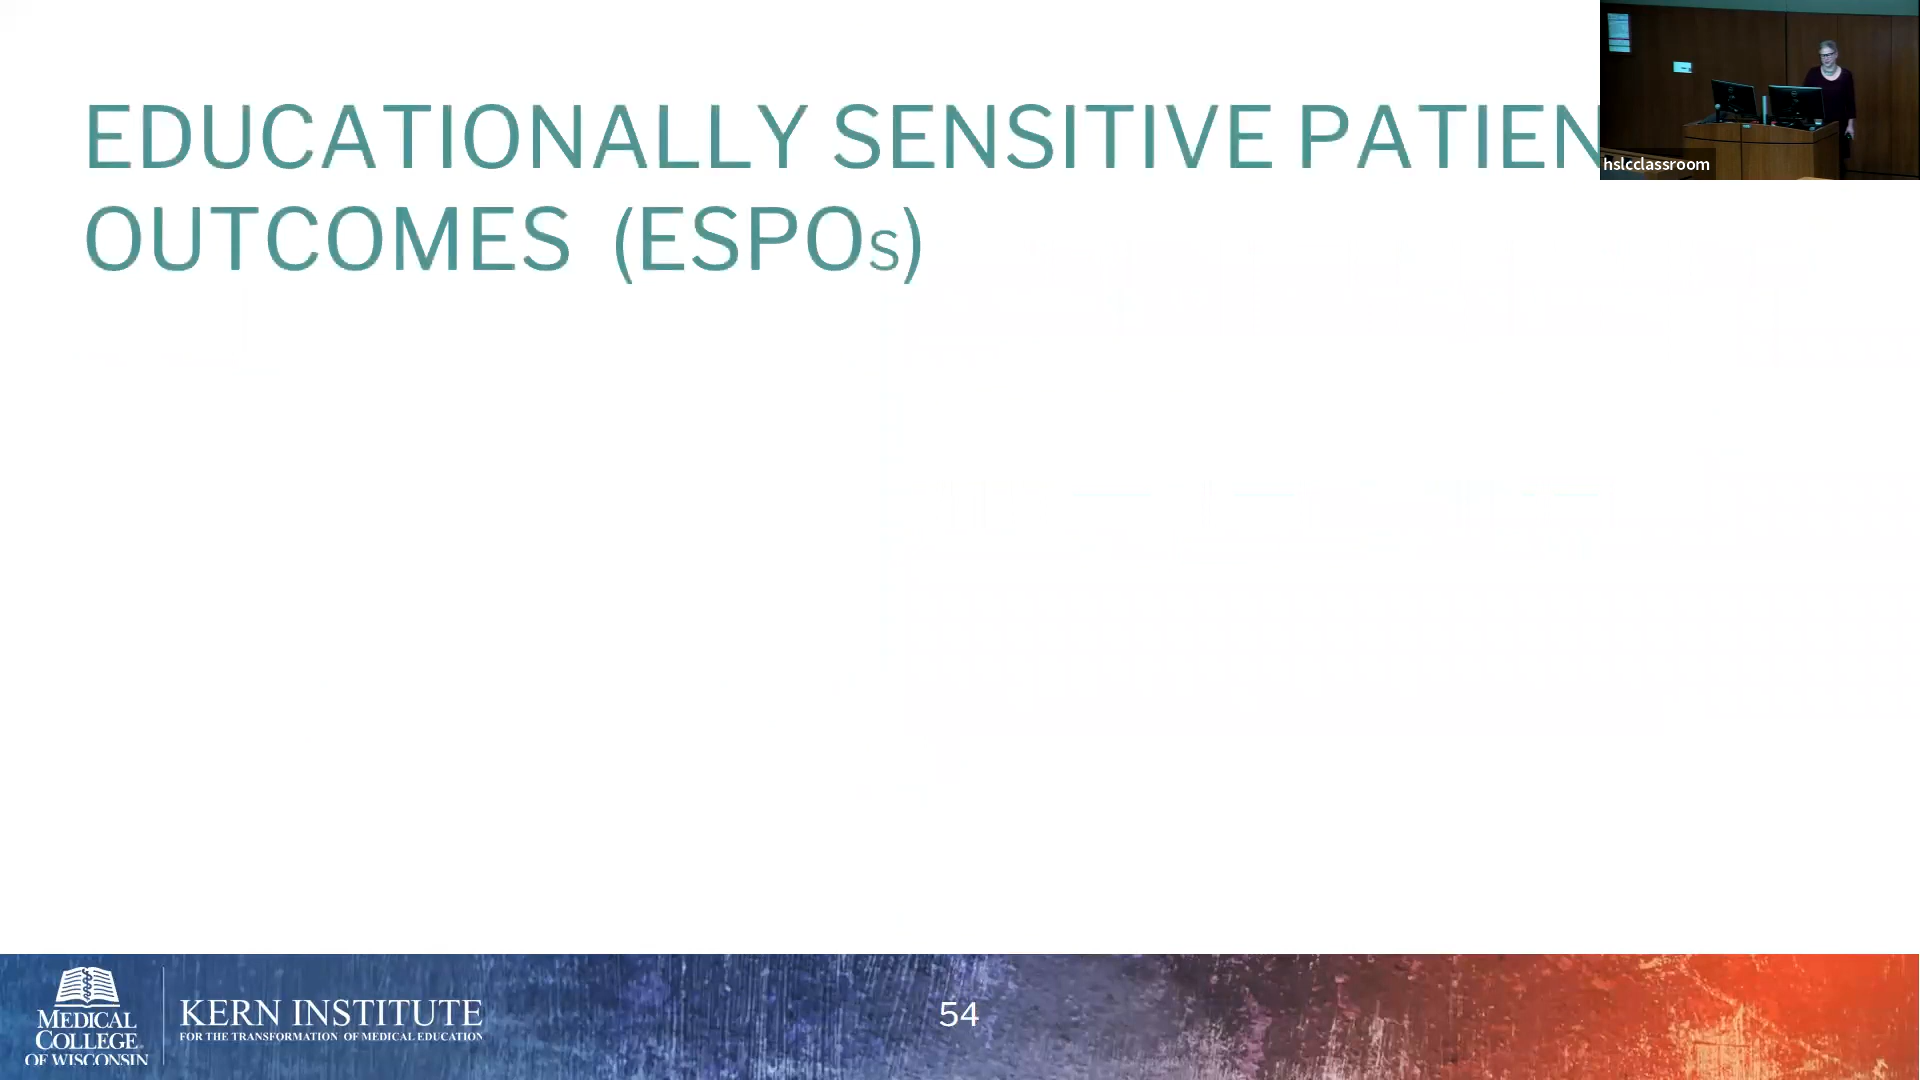 EDUCATIONALLY SENSITIVE PATIEN
OUTCOMES (ESPOs)
hslcclassroom
MEDICAL
COLLEGE
OF WISCONSIN
KERN INSTITUTE
FOR THE TRANSFORMATION OF MEDICAL EDUCATION
54